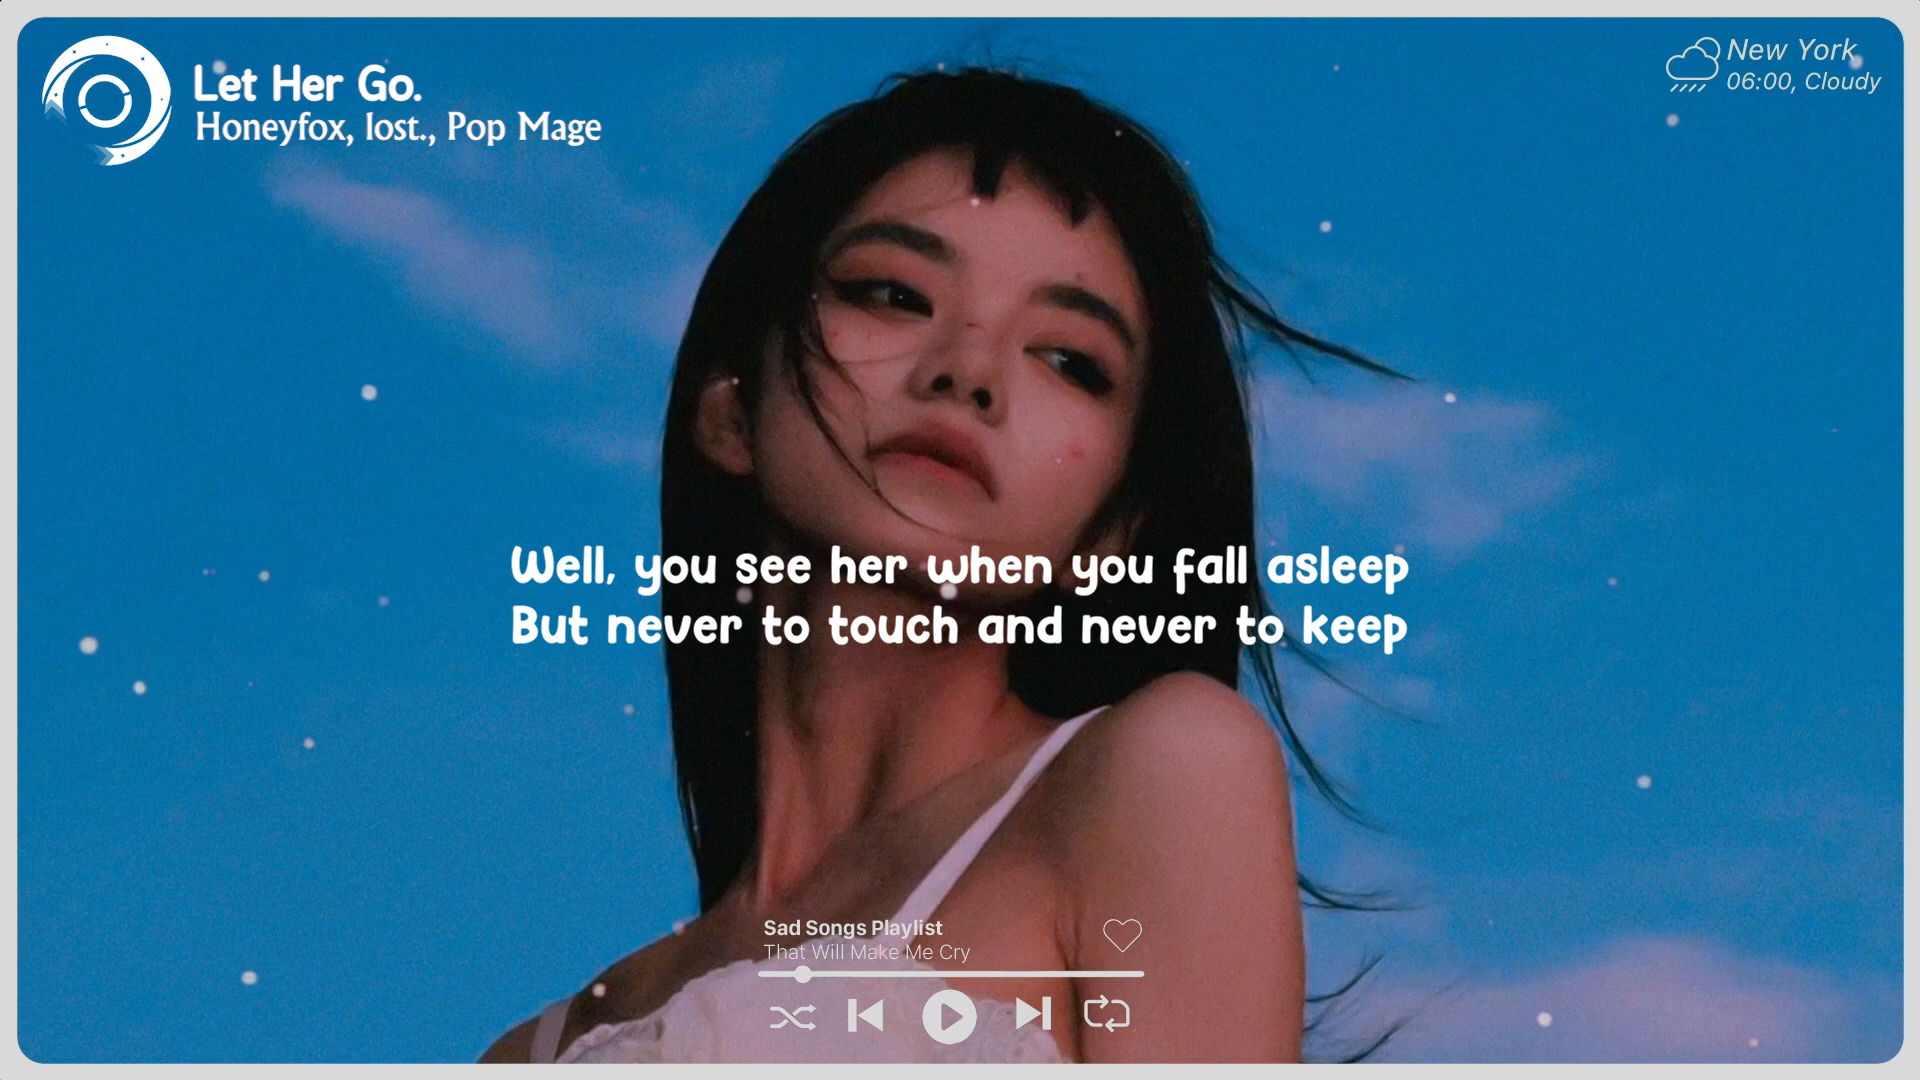 Let Her Go.
Honeyfox, lost., Pop Mage
New York
06:00, Cloudy
Well, you see her when you fall asleep
But never to touch and never to keep
Sad Songs Playlist
That Will Make Me Cry